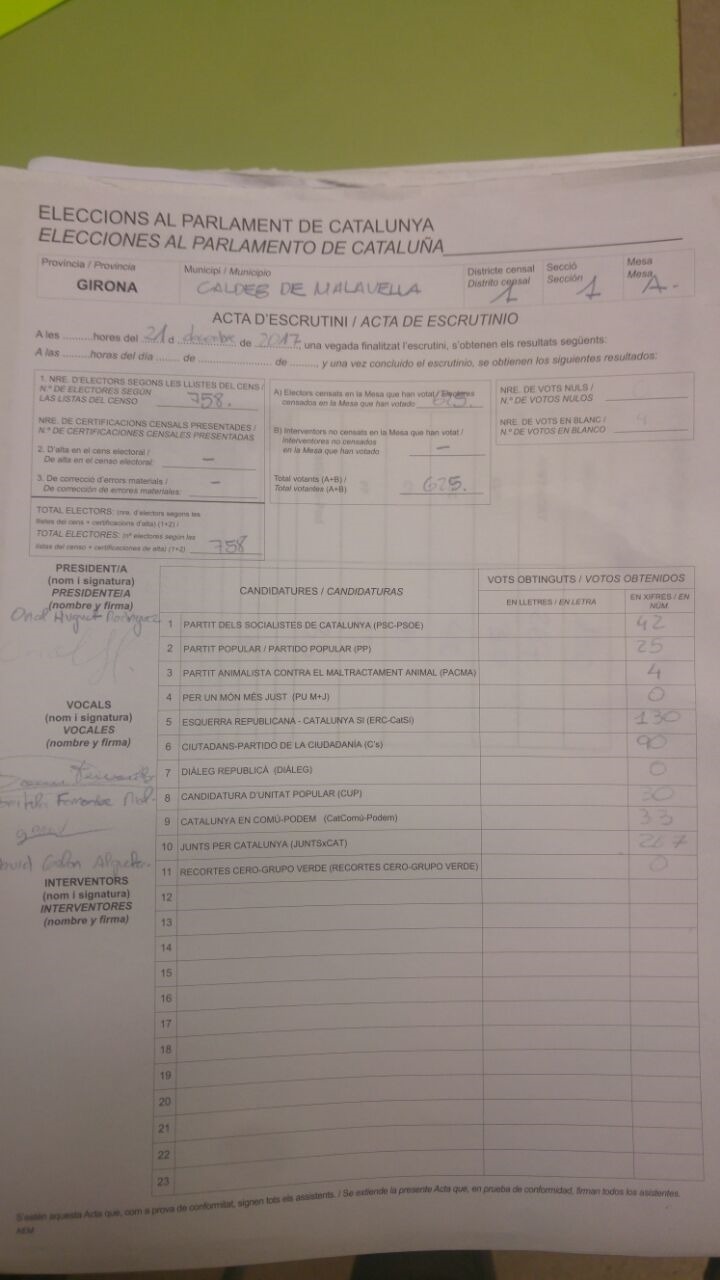 ELECCIONS AL PARLAMENT DE CATALUNYA
ELECCIONES AL PARLAMENTO DE CATALUÑA
Província / Provincia
GIRONA
Municipi / Municipio
CALDES DE MALAVELLA
Districte censal
Distrito censal
1
Secció
Sección
1
Mesa
Mesa
A.
ACTA D'ESCRUTINI / ACTA DE ESCRUTINIO
A les ..........hores del 21 d desembre de 2017, una vegada finalitzat l'escrutini, s'obtenen els resultats següents:
A las ..........horas del día ........ de ........................ de ........., y una vez concluido el escrutinio, se obtienen los siguientes resultados:
1. NRE. D'ELECTORS SEGONS LES LLISTES DEL CENS /
N.º DE ELECTORES SEGÚN
LAS LISTAS DEL CENSO 758.
NRE. DE CERTIFICACIONS CENSALS PRESENTADES /
N.º DE CERTIFICACIONES CENSALES PRESENTADAS
2. D'alta en el cens electoral /
De alta en el censo electoral: –
3. De correcció d'errors materials /
De corrección de errores materiales: –
TOTAL ELECTORS: (nre. d'electors segons les
llistes del cens + certificacions d'alta) (1+2) /
TOTAL ELECTORES: (nº electores según las
listas del censo + certificaciones de alta) (1+2) 758
A) Electors censats en la Mesa que han votat / Electores
censados en la Mesa que han votado 625.
B) Interventors no censats en la Mesa que han votat /
Interventores no censados
en la Mesa que han votado –
Total votants (A+B) /
Total votantes (A+B) 625.
NRE. DE VOTS NULS /
N.º DE VOTOS NULOS
NRE. DE VOTS EN BLANC /
N.º DE VOTOS EN BLANCO 4
PRESIDENT/A
(nom i signatura)
PRESIDENTE/A
(nombre y firma)
Oriol Huguet Rodríguez
VOCALS
(nom i signatura)
VOCALES
(nombre y firma)
INTERVENTORS
(nom i signatura)
INTERVENTORES
(nombre y firma)
CANDIDATURES / CANDIDATURAS
VOTS OBTINGUTS / VOTOS OBTENIDOS
EN LLETRES / EN LETRA
EN XIFRES / EN NÚM.
1 PARTIT DELS SOCIALISTES DE CATALUNYA (PSC-PSOE) 42
2 PARTIT POPULAR / PARTIDO POPULAR (PP) 25
3 PARTIT ANIMALISTA CONTRA EL MALTRACTAMENT ANIMAL (PACMA) 4
4 PER UN MÓN MÉS JUST (PU M+J) 0
5 ESQUERRA REPUBLICANA - CATALUNYA SI (ERC-CatSi) 130
6 CIUTADANS-PARTIDO DE LA CIUDADANÍA (C's) 90
7 DIÀLEG REPUBLICÀ (DIÀLEG) 0
8 CANDIDATURA D'UNITAT POPULAR (CUP) 30
9 CATALUNYA EN COMÚ-PODEM (CatComú-Podem) 33
10 JUNTS PER CATALUNYA (JUNTSxCAT) 267
11 RECORTES CERO-GRUPO VERDE (RECORTES CERO-GRUPO VERDE) 0
12
13
14
15
16
17
18
19
20
21
22
23
S'estén aquesta Acta que, com a prova de conformitat, signen tots els assistents. / Se extiende la presente Acta que, en prueba de conformidad, firman todos los asistentes.